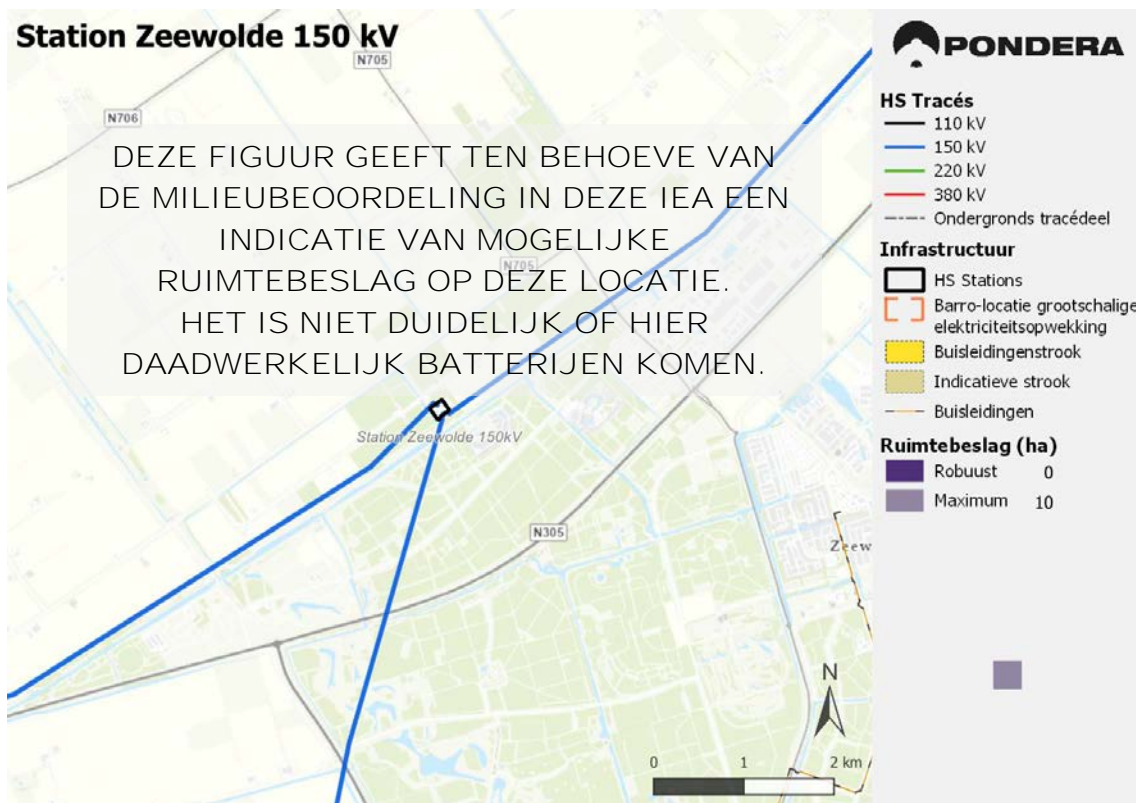 Station Zeewolde 150 kV
N705
N706
DEZE FIGUUR GEEFT TEN BEHOEVE VAN
DE MILIEUBEOORDELING IN DEZE IEA EEN
INDICATIE VAN MOGELIJKE
N705
RUIMTEBESLAG OP DEZE LOCATIE.
HET IS NIET DUIDELIJK OF HIER
DAADWERKELIJK BATTERIJEN KOMEN.
Station Zeewolde 150kV
N305
Zeew
N
0 1 2 km
PONDERA
HS Tracés
110 kV
150 kV
220 kV
380 kV
Ondergronds tracédeel
Infrastructuur
HS Stations
Barro-locatie grootschalige
elektriciteitsopwekking
Buisleidingenstrook
Indicatieve strook
Buisleidingen
Ruimtebeslag (ha)
Robuust 0
Maximum 10